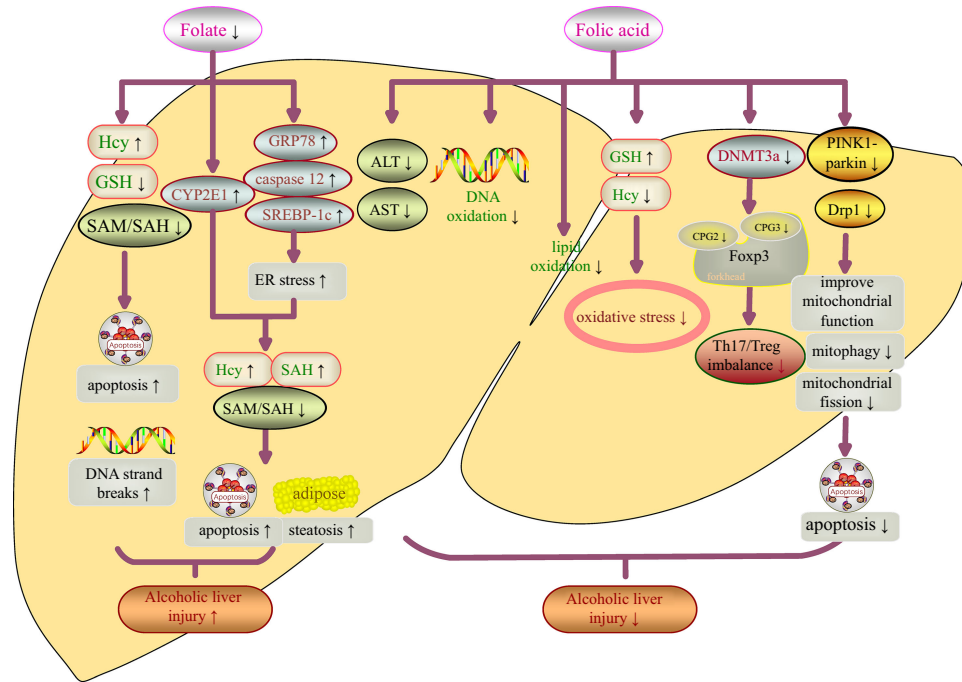 Folate ↓
Hcy ↑
GSH ↓
SAM/SAH ↓
Apoptosis
apoptosis ↑
DNA strand
breaks ↑
CYP2E1 ↑
GRP78 ↑
caspase 12 ↑
SREBP-1c ↑
ER stress ↑
Hcy ↑
SAH ↑
SAM/SAH ↓
Apoptosis
adipose
apoptosis ↑
steatosis ↑
Alcoholic liver
injury ↑
Folic acid
ALT ↓
AST ↓
DNA
oxidation ↓
lipid
oxidation ↓
GSH ↑
Hcy ↓
oxidative stress ↓
DNMT3a ↓
CPG2 ↓
CPG3 ↓
Foxp3
forkhead
Th17/Treg
imbalance ↓
PINK1-
parkin ↓
Drp1 ↓
improve
mitochondrial
function
mitophagy ↓
mitochondrial
fission ↓
Apoptosis
apoptosis ↓
Alcoholic liver
injury ↓